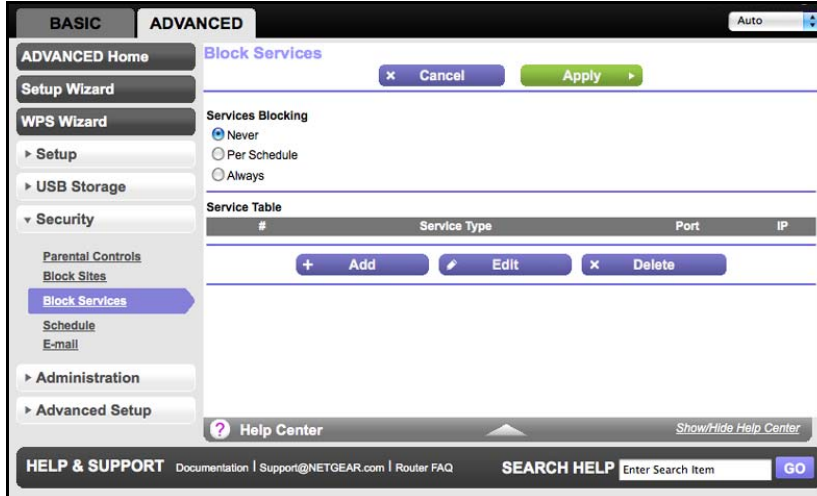 BASIC
ADVANCED
Auto
ADVANCED Home
Setup Wizard
WPS Wizard
Setup
USB Storage
Security
Parental Controls
Block Sites
Block Services
Schedule
E-mail
Administration
Advanced Setup
Block Services
Cancel
Apply
Services Blocking
Never
Per Schedule
Always
Service Table
# Service Type Port IP
Add Edit Delete
Help Center Show/Hide Help Center
HELP & SUPPORT Documentation | Support@NETGEAR.com | Router FAQ SEARCH HELP Enter Search Item GO